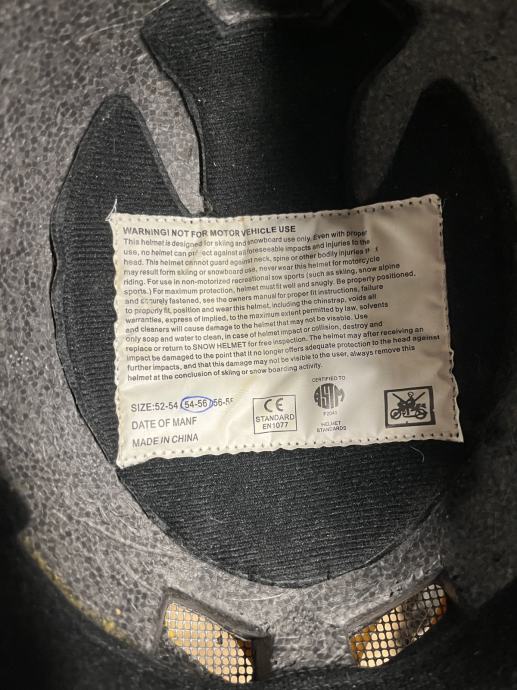 WARNING! NOT FOR MOTOR VEHICLE USE
This helmet is designed for skiing and snowboard use only. Even with proper
use, no helmet can protect against all foreseeable impacts and injuries to the
head. This helmet cannot guard against neck, spine or other bodily injuries
may result form skiing or snowboard use, never wear this helmet for motorcycle
riding. For use in non-motorized recreational sow sports (such as skiing, snow alpine
sports.) For maximum protection, helmet must fit well and snugly. Be properly positioned,
and securely fastened, see the owners manual for proper fit instructions, failure
to properly fit, position and wear this helmet, including the chinstrap, voids all
warranties, express of implied, to the maximum extent permitted by law, solvents
and cleaners will cause damage to the helmet that may not be visable. Use
only soap and water to clean, in case of helmet impact or collision, destroy and
replace or return to SNOW HELMET for free inspection. The helmet may after receiving an
impact be damaged to the point that it no longer offers adequate protection to the head against
further impacts, and that this damage may not be visible to the user, always remove this
helmet at the conclusion of skiing or snow boarding activity.
SIZE:52-54 54-56 56-5
DATE OF MANF
MADE IN CHINA
CE
STANDARD
EN1077
CERTIFIED TO
ASTM
F2040
HELMET
STANDARDS